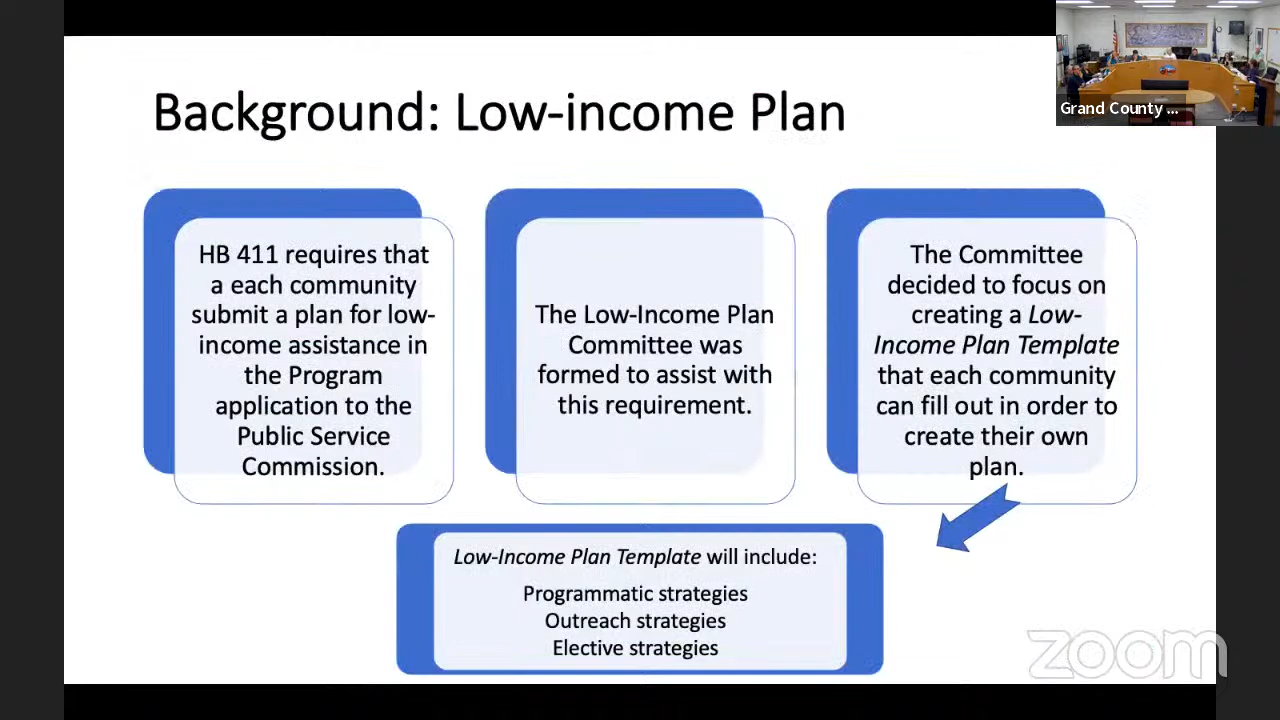 Background: Low-income Plan
Grand County ...
HB 411 requires that
a each community
submit a plan for low-
income assistance in
the Program
application to the
Public Service
Commission.
The Low-Income Plan
Committee was
formed to assist with
this requirement.
The Committee
decided to focus on
creating a Low-
Income Plan Template
that each community
can fill out in order to
create their own
plan.
Low-Income Plan Template will include:
Programmatic strategies
Outreach strategies
Elective strategies
zoom